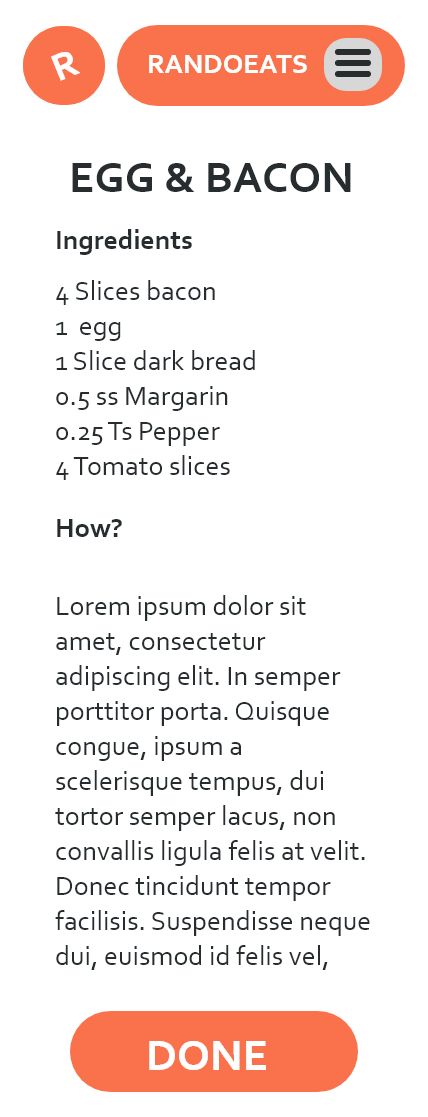 R
RANDOEATS
EGG & BACON
Ingredients
4 Slices bacon
1  egg
1 Slice dark bread
0.5 ss Margarin
0.25 Ts Pepper
4 Tomato slices
How?
Lorem ipsum dolor sit
amet, consectetur
adipiscing elit. In semper
porttitor porta. Quisque
congue, ipsum a
scelerisque tempus, dui
tortor semper lacus, non
convallis ligula felis at velit.
Donec tincidunt tempor
facilisis. Suspendisse neque
dui, euismod id felis vel,
DONE